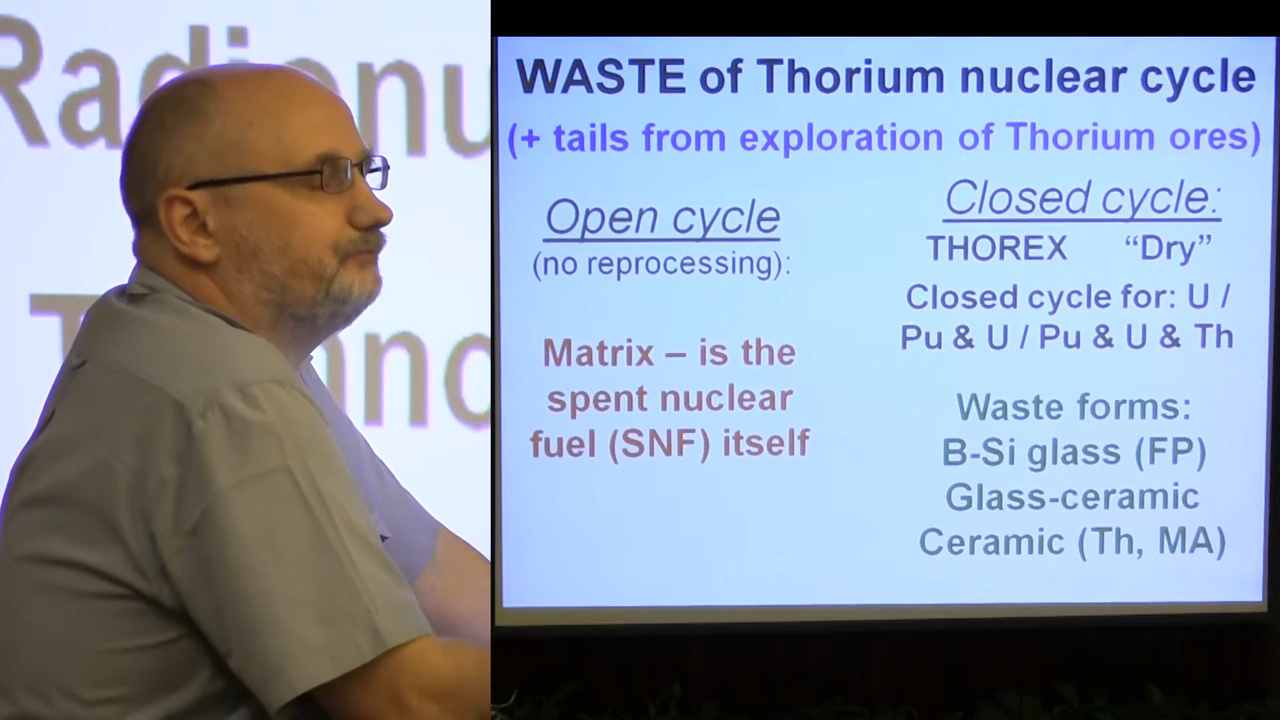 Radionu
WASTE of Thorium nuclear cycle
(+ tails from exploration of Thorium ores)
Open cycle
(no reprocessing):
Matrix – is the
spent nuclear
fuel (SNF) itself
Closed cycle:
THOREX “Dry”
Closed cycle for: U /
Pu & U / Pu & U & Th
Waste forms:
B-Si glass (FP)
Glass-ceramic
Ceramic (Th, MA)